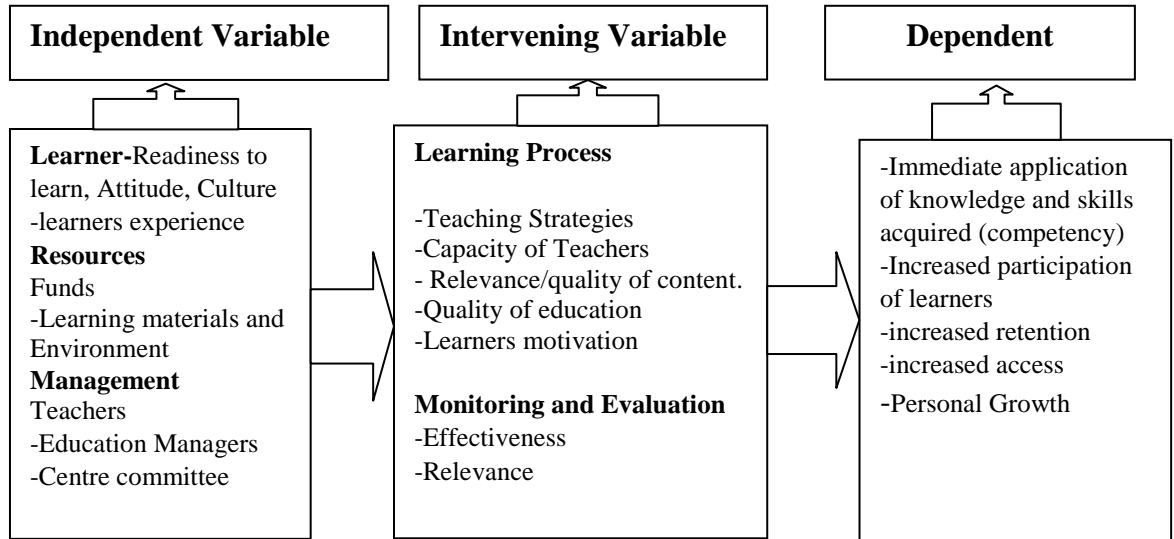 Independent Variable
Intervening Variable
Dependent
Learner-Readiness to
learn, Attitude, Culture
-learners experience
Resources
Funds
-Learning materials and
Environment
Management
Teachers
-Education Managers
-Centre committee
Learning Process
-Teaching Strategies
-Capacity of Teachers
- Relevance/quality of content.
-Quality of education
-Learners motivation
Monitoring and Evaluation
-Effectiveness
-Relevance
-Immediate application
of knowledge and skills
acquired (competency)
-Increased participation
of learners
-increased retention
-increased access
-Personal Growth